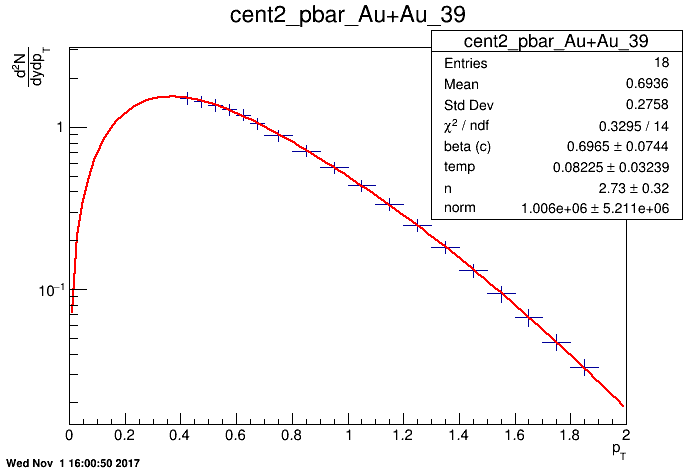 cent2_pbar_Au+Au_39
cent2_pbar_Au+Au_39
Entries 18
Mean 0.6936
Std Dev 0.2758
χ² / ndf 0.3295 / 14
beta (c) 0.6965 ± 0.0744
temp 0.08225 ± 0.03239
n 2.73 ± 0.32
norm 1.006e+06 ± 5.211e+06
d²N
dydp_T
1
10⁻¹
0 0.2 0.4 0.6 0.8 1 1.2 1.4 1.6 1.8 2
p_T
Wed Nov 1 16:00:50 2017